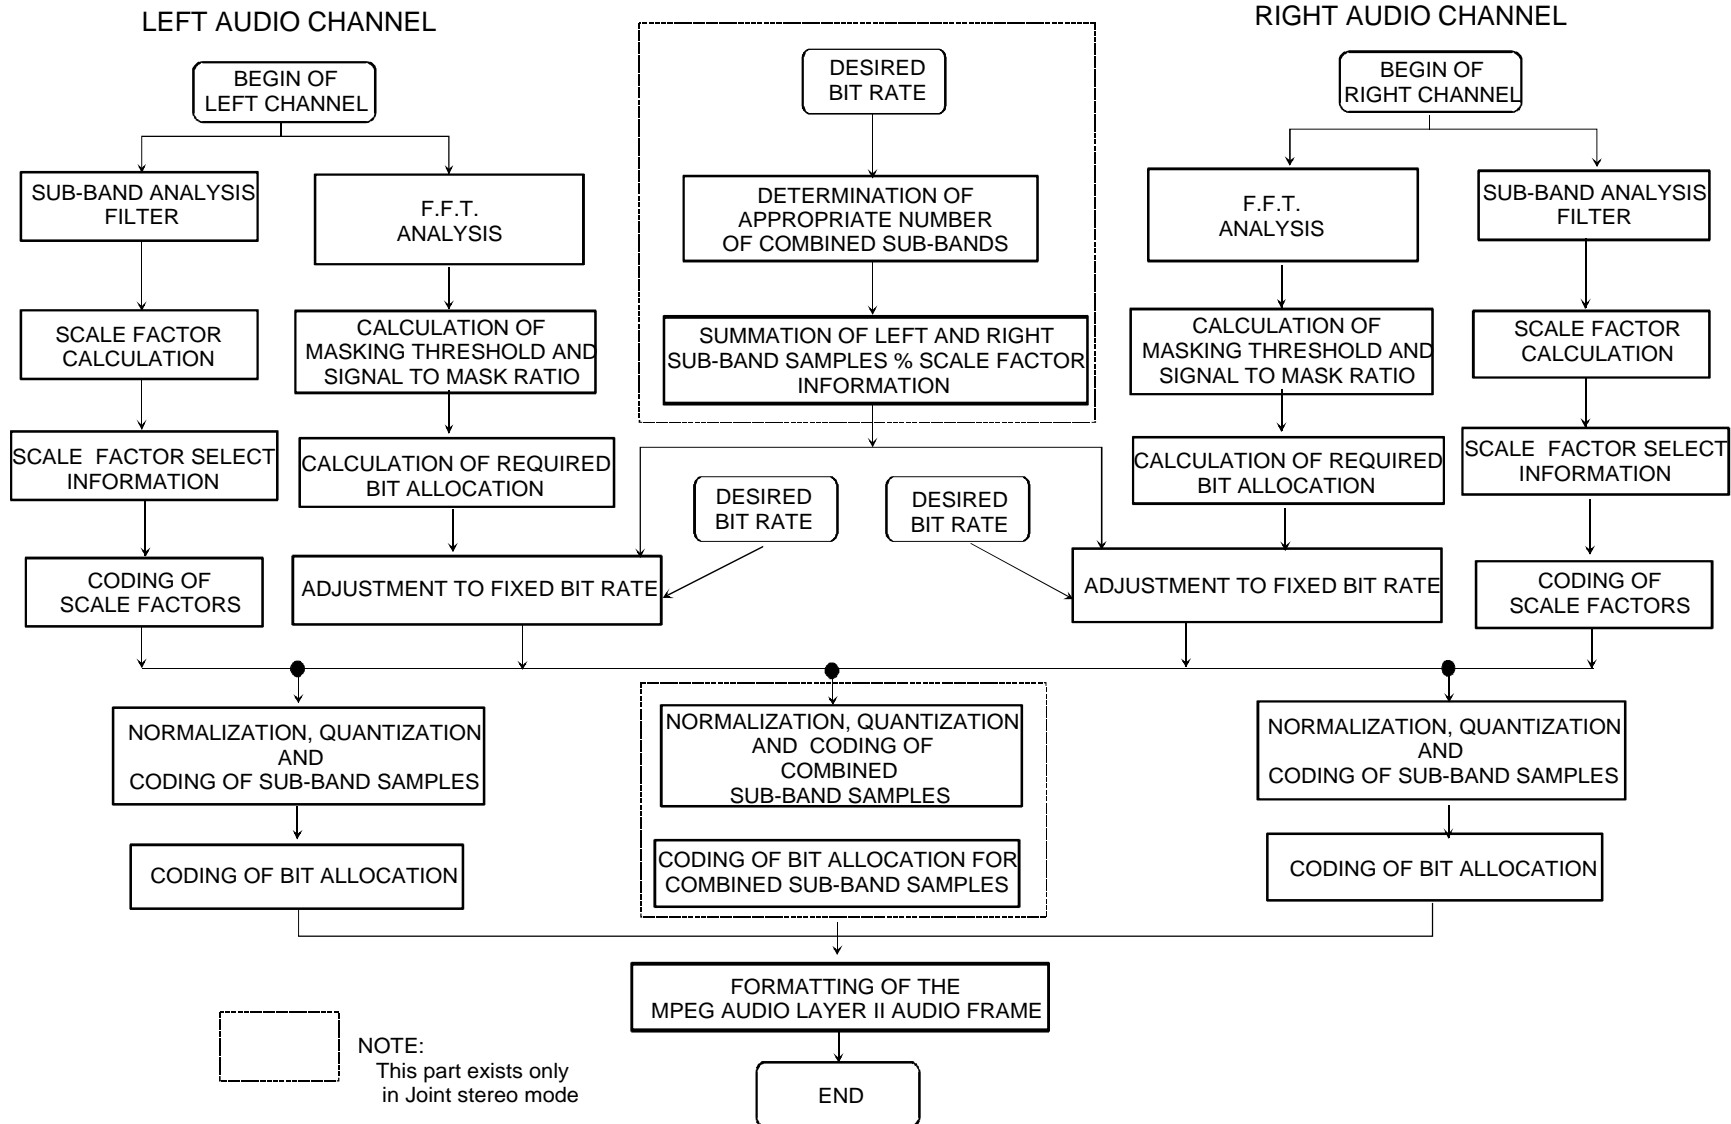 LEFT AUDIO CHANNEL
RIGHT AUDIO CHANNEL
BEGIN OF
LEFT CHANNEL
DESIRED
BIT RATE
BEGIN OF
RIGHT CHANNEL
SUB-BAND ANALYSIS
FILTER
F.F.T.
ANALYSIS
DETERMINATION OF
APPROPRIATE NUMBER
OF COMBINED SUB-BANDS
F.F.T.
ANALYSIS
SUB-BAND ANALYSIS
FILTER
SCALE FACTOR
CALCULATION
CALCULATION OF
MASKING THRESHOLD AND
SIGNAL TO MASK RATIO
SUMMATION OF LEFT AND RIGHT
SUB-BAND SAMPLES % SCALE FACTOR
INFORMATION
CALCULATION OF
MASKING THRESHOLD AND
SIGNAL TO MASK RATIO
SCALE FACTOR
CALCULATION
SCALE FACTOR SELECT
INFORMATION
CALCULATION OF REQUIRED
BIT ALLOCATION
DESIRED
BIT RATE
DESIRED
BIT RATE
CALCULATION OF REQUIRED
BIT ALLOCATION
SCALE FACTOR SELECT
INFORMATION
CODING OF
SCALE FACTORS
ADJUSTMENT TO FIXED BIT RATE
ADJUSTMENT TO FIXED BIT RATE
CODING OF
SCALE FACTORS
NORMALIZATION, QUANTIZATION
AND
CODING OF SUB-BAND SAMPLES
NORMALIZATION, QUANTIZATION
AND CODING OF
COMBINED
SUB-BAND SAMPLES
NORMALIZATION, QUANTIZATION
AND
CODING OF SUB-BAND SAMPLES
CODING OF BIT ALLOCATION
CODING OF BIT ALLOCATION FOR
COMBINED SUB-BAND SAMPLES
CODING OF BIT ALLOCATION
FORMATTING OF THE
MPEG AUDIO LAYER II AUDIO FRAME
NOTE:
This part exists only
in Joint stereo mode
END